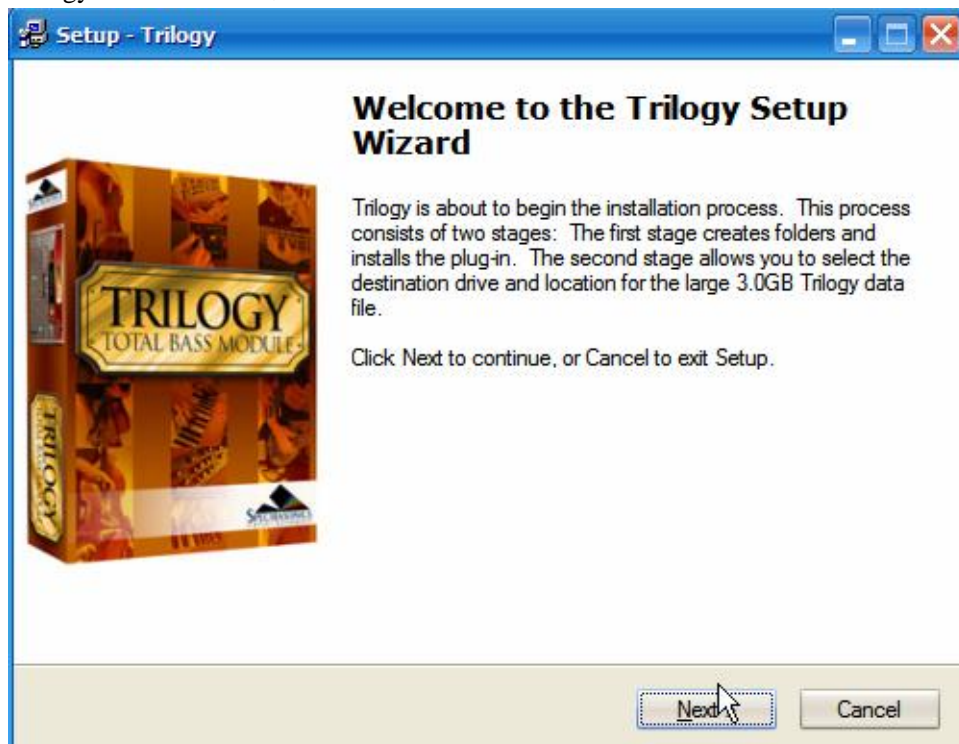 Setup - Trilogy
Welcome to the Trilogy Setup
Wizard
Trilogy is about to begin the installation process. This process
consists of two stages: The first stage creates folders and
installs the plug-in. The second stage allows you to select the
destination drive and location for the large 3.0GB Trilogy data
file.
Click Next to continue, or Cancel to exit Setup.
TRILOGY
TOTAL BASS MODULE
TRILOGY
SPECTRASONICS
Next
Cancel